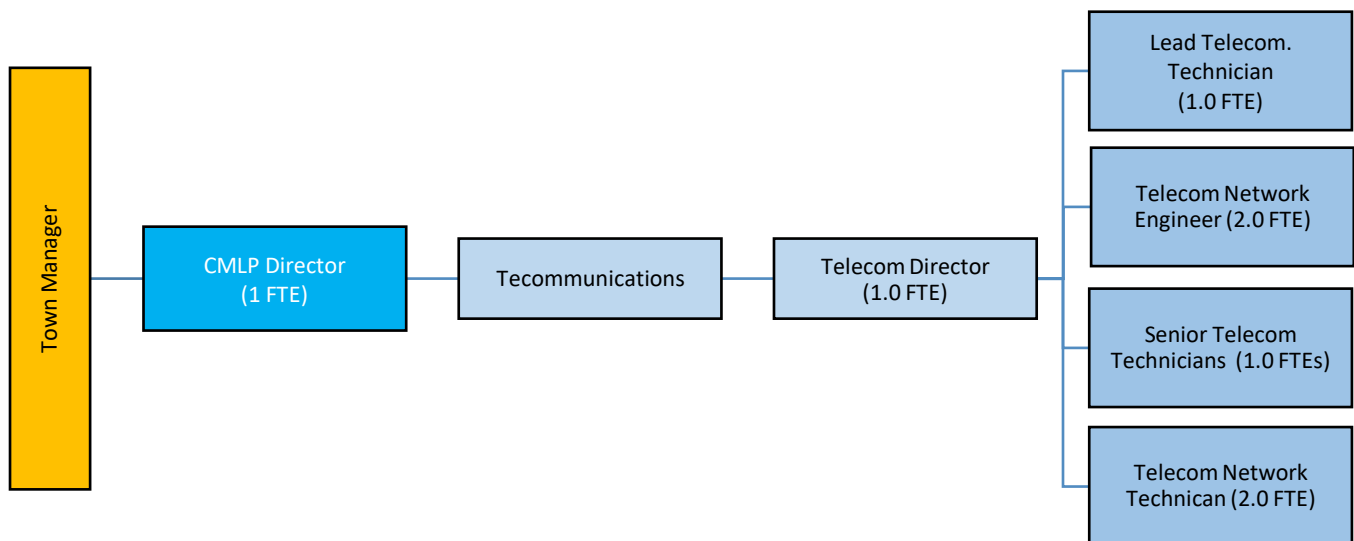 Town Manager
CMLP Director
(1 FTE)
Tecommunications
Telecom Director
(1.0 FTE)
Lead Telecom.
Technician
(1.0 FTE)
Telecom Network
Engineer (2.0 FTE)
Senior Telecom
Technicians (1.0 FTEs)
Telecom Network
Technican (2.0 FTE)